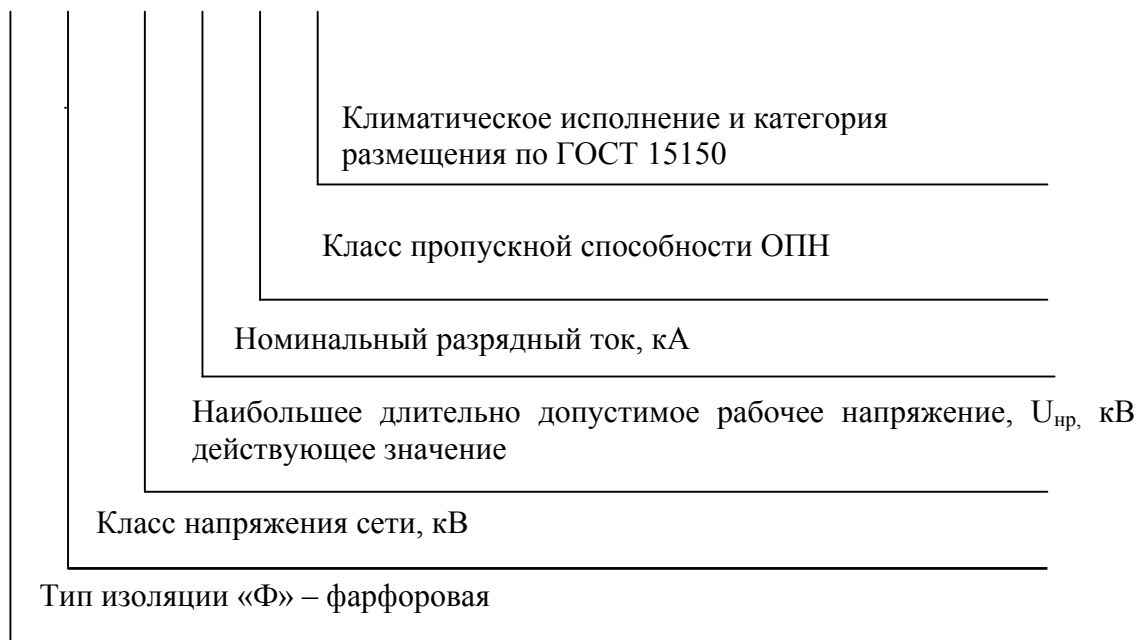 Климатическое исполнение и категория
размещения по ГОСТ 15150
Класс пропускной способности ОПН
Номинальный разрядный ток, кА
Наибольшее длительно допустимое рабочее напряжение, Uнр, кВ
действующее значение
Класс напряжения сети, кВ
Тип изоляции «Ф» – фарфоровая